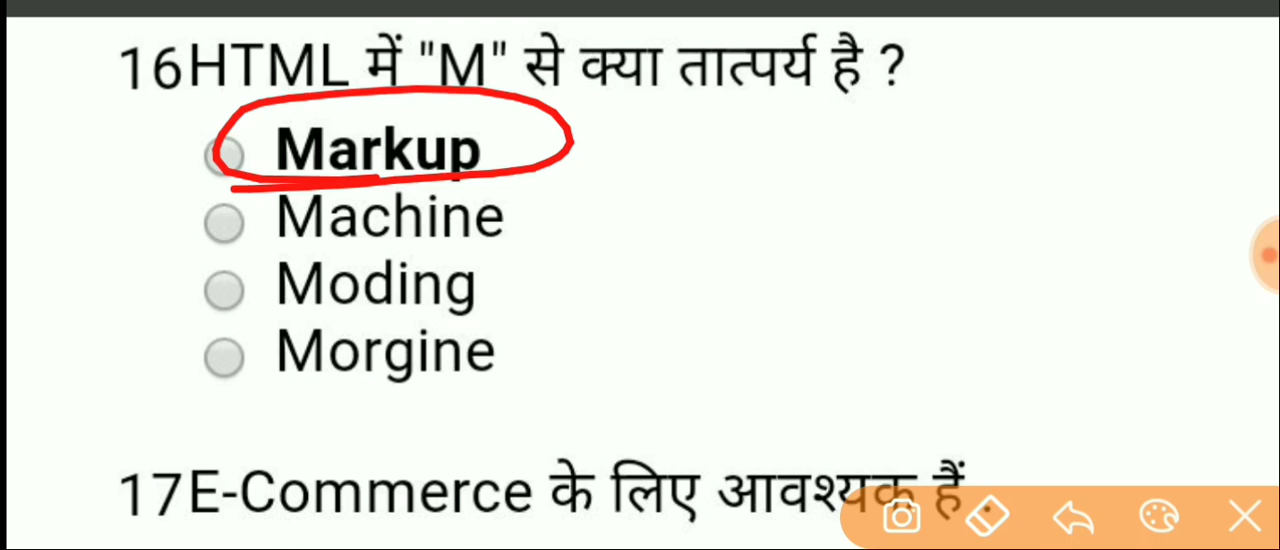 16HTML में "M" से क्या तात्पर्य है ?
Markup
Machine
Moding
Morgine
17E-Commerce के लिए आवश्यक हैं.